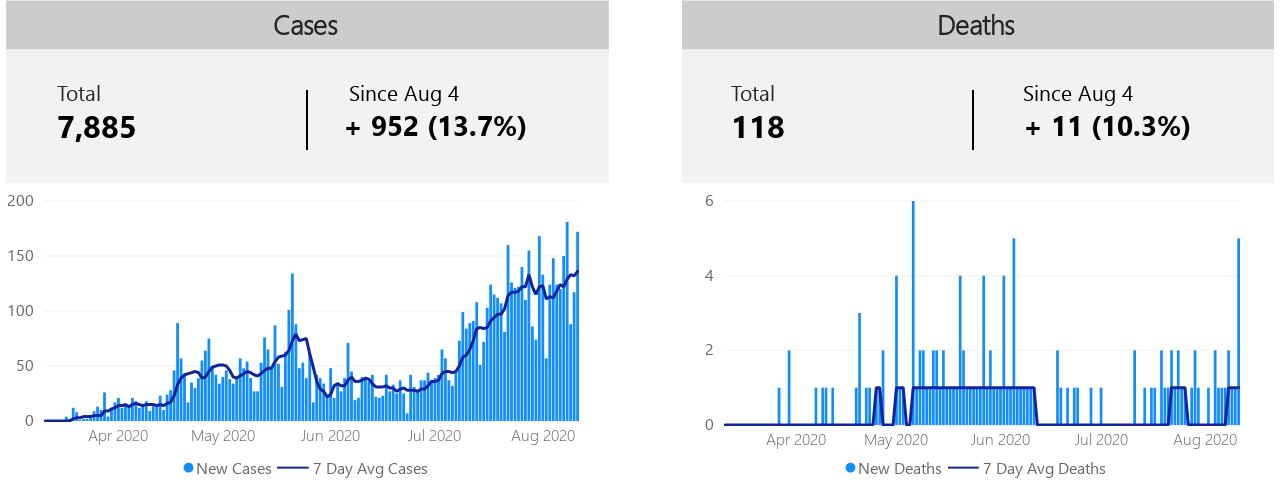 Cases
Total
7,885
Since Aug 4
+ 952 (13.7%)
200
150
100
50
0
Apr 2020 May 2020 Jun 2020 Jul 2020 Aug 2020
New Cases 7 Day Avg Cases
Deaths
Total
118
Since Aug 4
+ 11 (10.3%)
6
4
2
0
Apr 2020 May 2020 Jun 2020 Jul 2020 Aug 2020
New Deaths 7 Day Avg Deaths